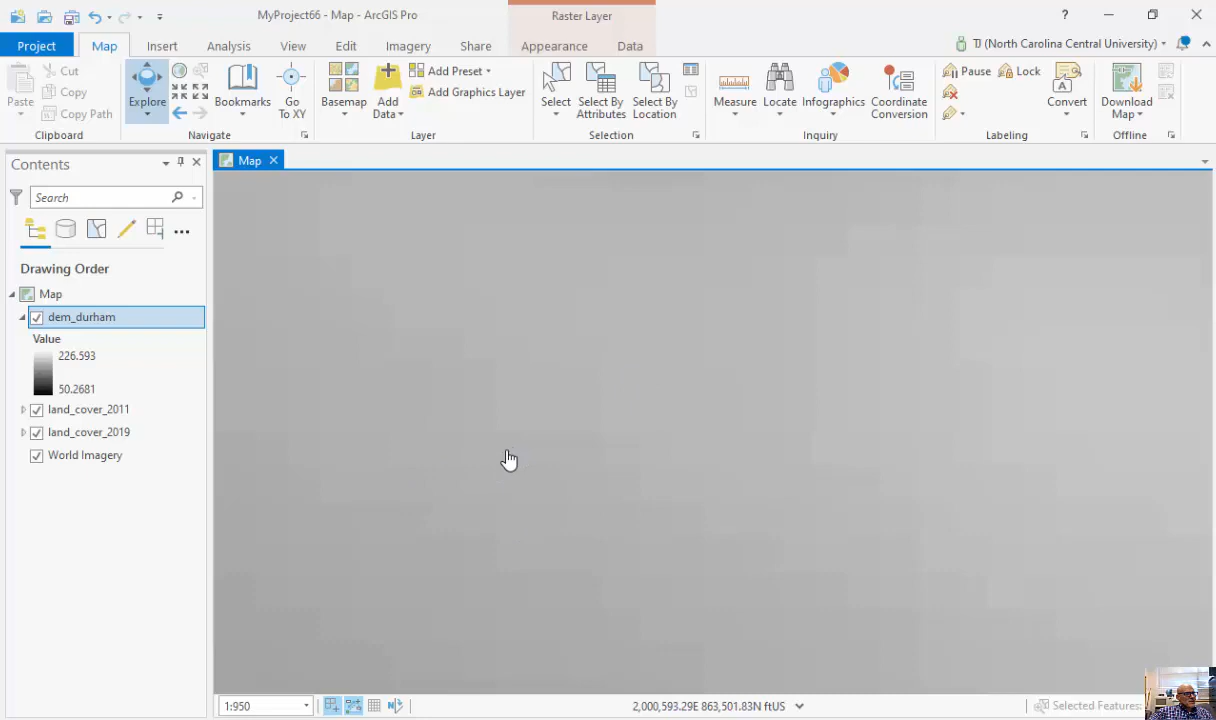 MyProject66 - Map - ArcGIS Pro
Raster Layer
?
Project
Map
Insert
Analysis
View
Edit
Imagery
Share
Appearance
Data
TJ (North Carolina Central University)
Paste
Cut
Copy
Copy Path
Clipboard
Explore
Bookmarks
Go To XY
Navigate
Basemap
Add Data
Add Preset
Add Graphics Layer
Layer
Select
Select By Attributes
Select By Location
Selection
Measure
Locate
Infographics
Coordinate Conversion
Inquiry
Pause
Lock
Convert
Labeling
Download Map
Offline
Contents
Search
Drawing Order
Map
dem_durham
Value
226.593
50.2681
land_cover_2011
land_cover_2019
World Imagery
Map
1:950
2,000,593.29E 863,501.83N ftUS
Selected Features: